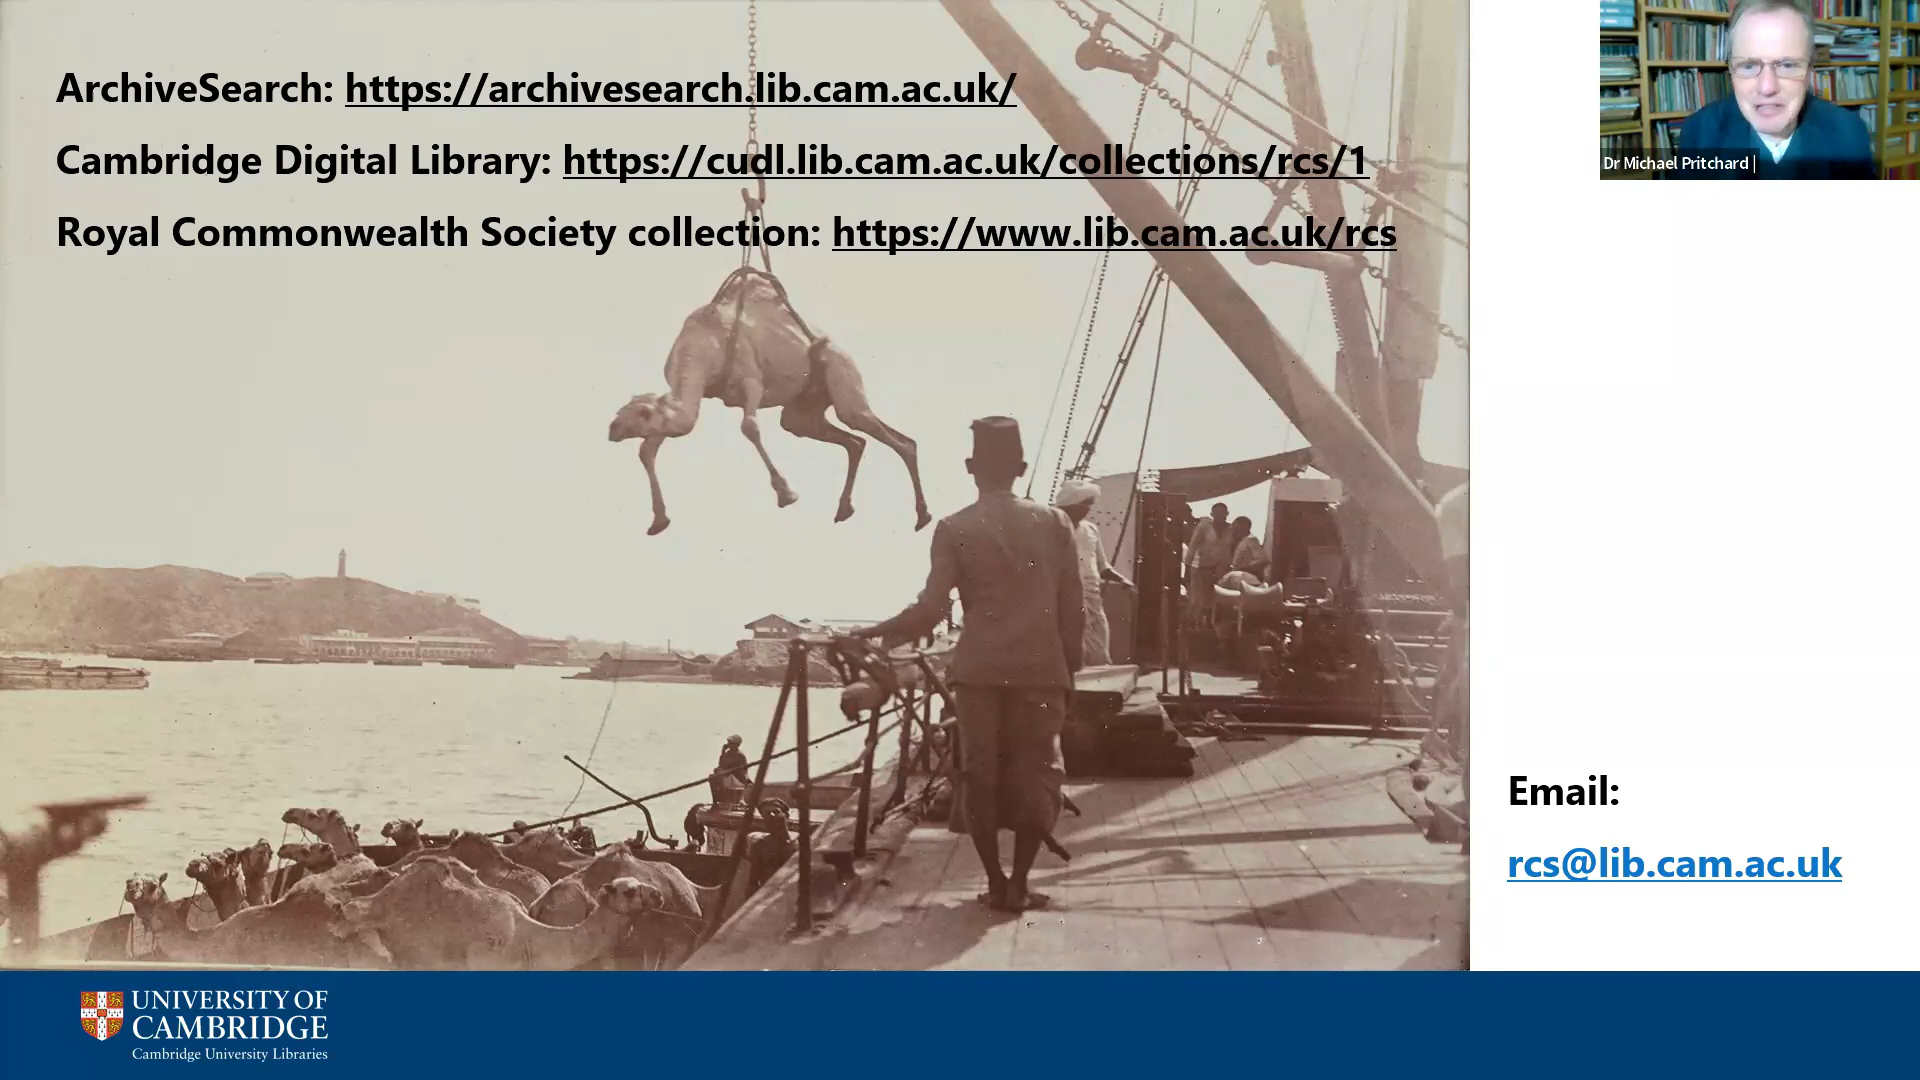 ArchiveSearch: https://archivesearch.lib.cam.ac.uk/
Cambridge Digital Library: https://cudl.lib.cam.ac.uk/collections/rcs/1
Royal Commonwealth Society collection: https://www.lib.cam.ac.uk/rcs
Dr Michael Pritchard |
Email:
rcs@lib.cam.ac.uk
UNIVERSITY OF
CAMBRIDGE
Cambridge University Libraries